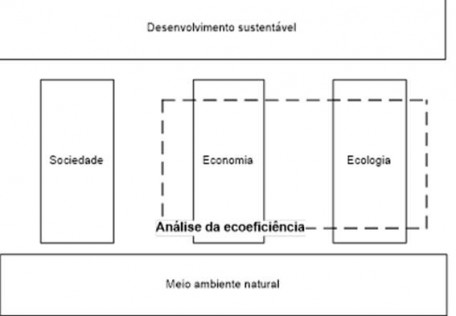 Desenvolvimento sustentável
Sociedade
Economia
Ecologia
Análise da ecoeficiência
Meio ambiente natural